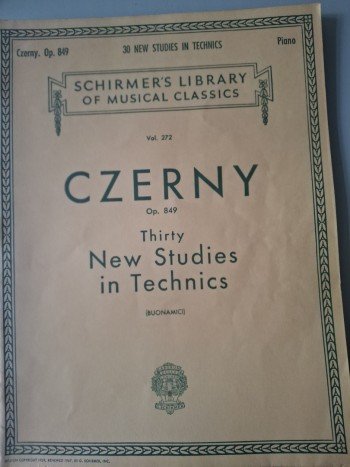 Czerny, Op. 849
30 NEW STUDIES IN TECHNICS
Piano
SCHIRMER'S LIBRARY
OF MUSICAL CLASSICS
Vol. 272
CZERNY
Op. 849
Thirty
New Studies
in Technics
(BUONAMICI)